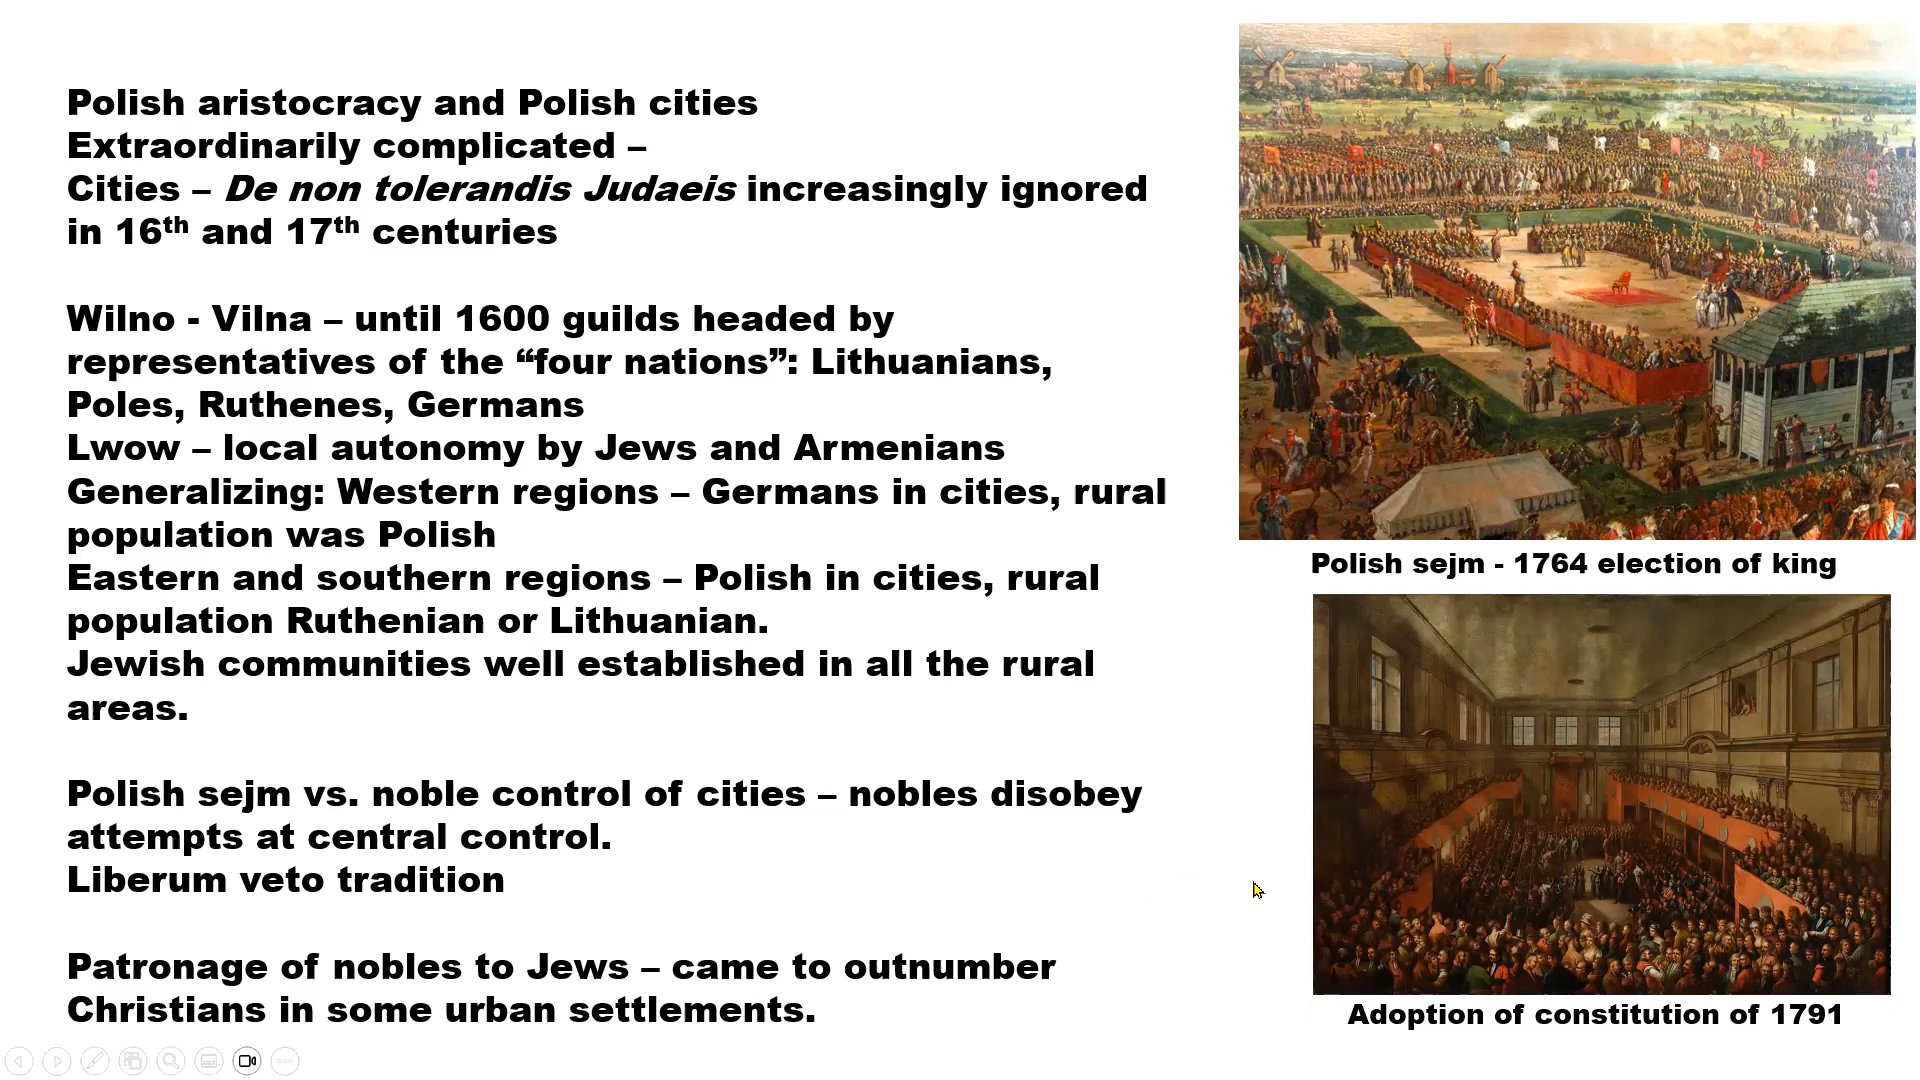 Polish aristocracy and Polish cities
Extraordinarily complicated –
Cities – De non tolerandis Judaeis increasingly ignored
in 16th and 17th centuries
Wilno - Vilna – until 1600 guilds headed by
representatives of the “four nations”: Lithuanians,
Poles, Ruthenes, Germans
Lwow – local autonomy by Jews and Armenians
Generalizing: Western regions – Germans in cities, rural
population was Polish
Eastern and southern regions – Polish in cities, rural
population Ruthenian or Lithuanian.
Jewish communities well established in all the rural
areas.
Polish sejm vs. noble control of cities – nobles disobey
attempts at central control.
Liberum veto tradition
Patronage of nobles to Jews – came to outnumber
Christians in some urban settlements.
Polish sejm - 1764 election of king
Adoption of constitution of 1791